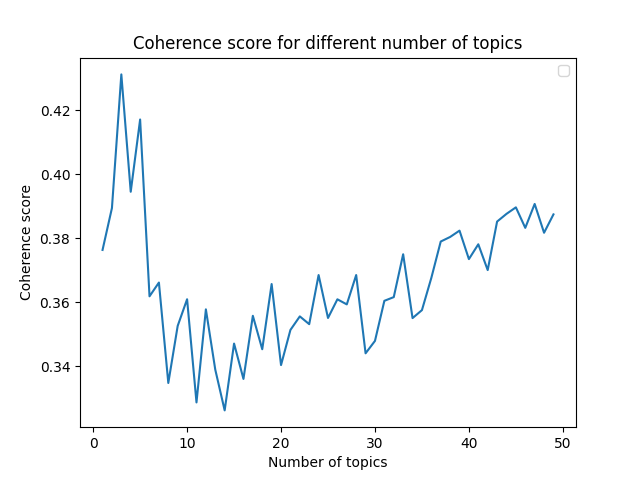 Coherence score for different number of topics
0.42
0.40
0.38
0.36
0.34
Coherence score
0 10 20 30 40 50
Number of topics